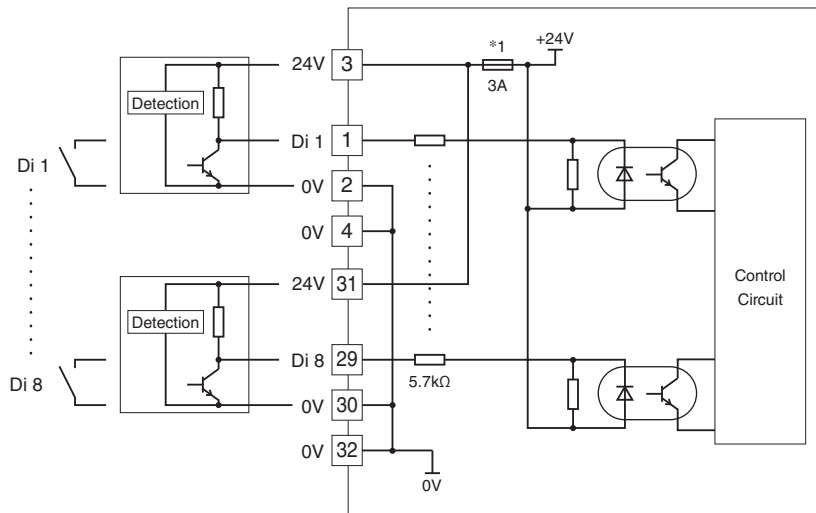 *1
+24V
24V 3
3A
Detection
Di 1 1
Di 1
0V 2
0V 4
24V 31
Control
Circuit
Detection
Di 8 29
5.7kΩ
Di 8
0V 30
0V 32
0V